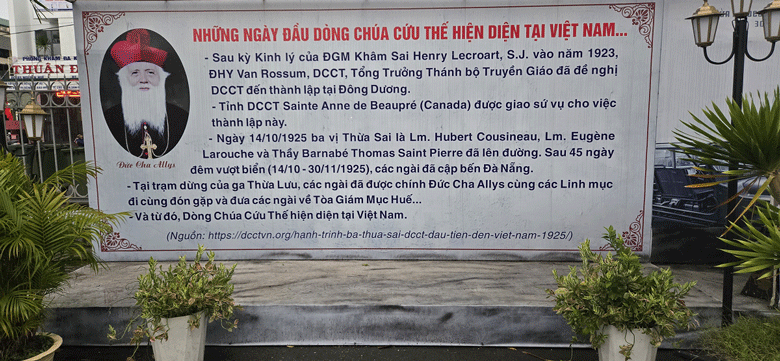 PHÒNG KHÁM ĐA K
THUẬN Đ
NHỮNG NGÀY ĐẦU DÒNG CHÚA CỨU THẾ HIỆN DIỆN TẠI VIỆT NAM...
- Sau kỳ Kinh lý của ĐGM Khâm Sai Henry Lecroart, S.J. vào năm 1923,
ĐHY Van Rossum, DCCT, Tổng Trưởng Thánh bộ Truyền Giáo đã đề nghị
DCCT đến thành lập tại Đông Dương.
- Tỉnh DCCT Sainte Anne de Beaupré (Canada) được giao sứ vụ cho việc
thành lập này.
- Ngày 14/10/1925 ba vị Thừa Sai là Lm. Hubert Cousineau, Lm. Eugène
Larouche và Thầy Barnabé Thomas Saint Pierre đã lên đường. Sau 45 ngày
đêm vượt biển (14/10 - 30/11/1925), các ngài đã cập bến Đà Nẵng.
- Tại trạm dừng của ga Thừa Lưu, các ngài đã được chính Đức Cha Allys cùng các Linh mục
đi cùng đón gặp và đưa các ngài về Tòa Giám Mục Huế...
- Và từ đó, Dòng Chúa Cứu Thế hiện diện tại Việt Nam.
(Nguồn: https://dcctvn.org/hanh-trinh-ba-thua-sai-dcct-dau-tien-den-viet-nam-1925/)
Đức Cha Allys